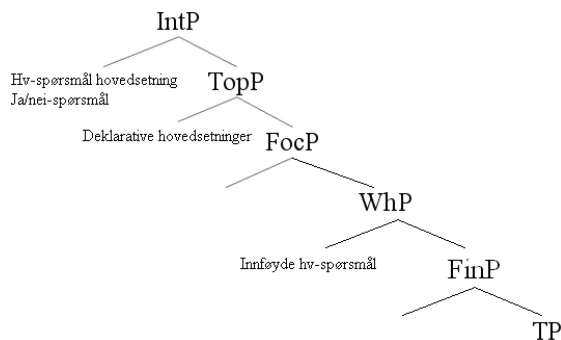 IntP
Hv-spørsmål hovedsetning
Ja/nei-spørsmål
TopP
Deklarative hovedsetninger
FocP
WhP
Innføyde hv-spørsmål
FinP
TP